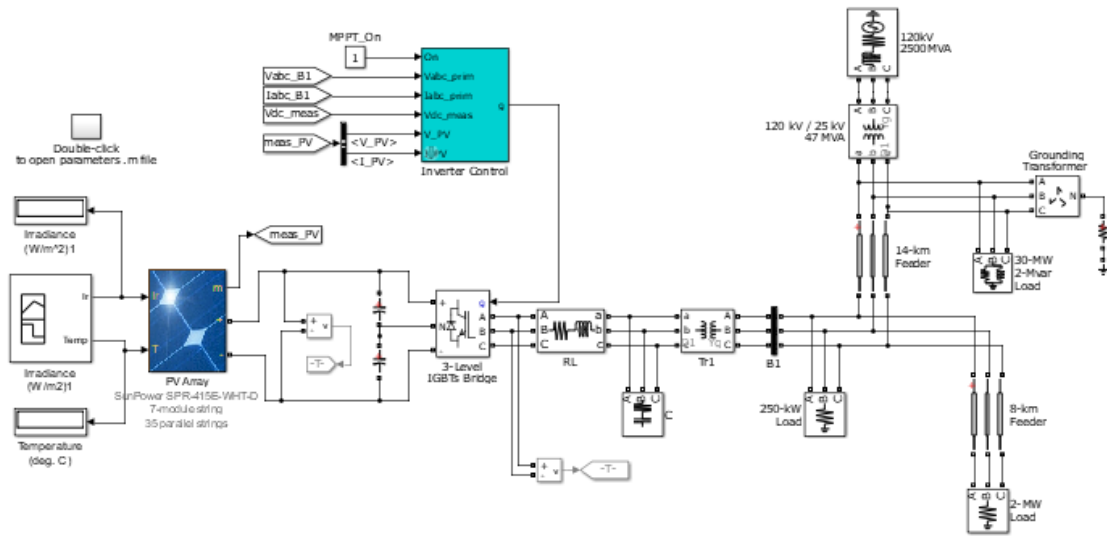 MPPT_On
1
On
Vabc_B1
Vabc_prim
Iabc_B1
Iabc_prim
Vdc_meas
Vdc_meas
meas_PV
V_PV
<V_PV>
<I_PV>
Inverter Control
Double-click
to open parameters .m file
120kV
2500 MVA
A B C
A B C
120 kV / 25 kV
47 MVA
Grounding
Transformer
A
B
C
N
14-km
Feeder
A B C
30-MW
2-Mvar
Load
Irradiance
(W/m^2)1
meas_PV
Ir
Temp
Irradiance
(W/m2)1
Ir
T
m
+
-
PV Array
SunPower SPR-415E-WHT-D
7-module string
35 parallel strings
Temperature
(deg. C)
+
-
v
-T-
+
N
-
A
B
C
3-Level
IGBTs Bridge
A
B
C
a
b
c
RL
A B C
C
a
b
c
A
B
C
Tr1
B1
A B C
250-kW
Load
8-km
Feeder
A B C
2-MW
Load
+
-
v
-T-